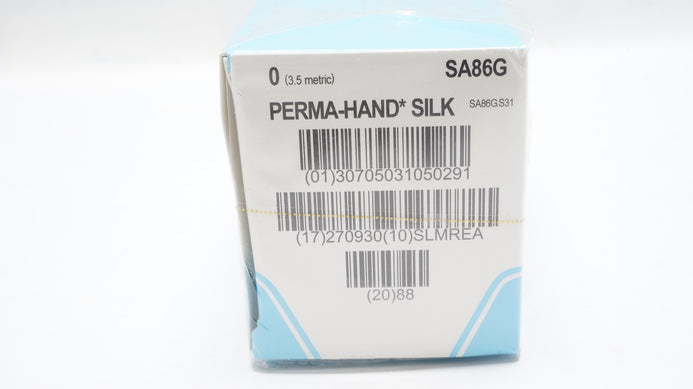 0 (3.5 metric) SA86G
PERMA-HAND* SILK SA86G.S31
(01)30705031050291
(17)270930(10)SLMREA
(20)88